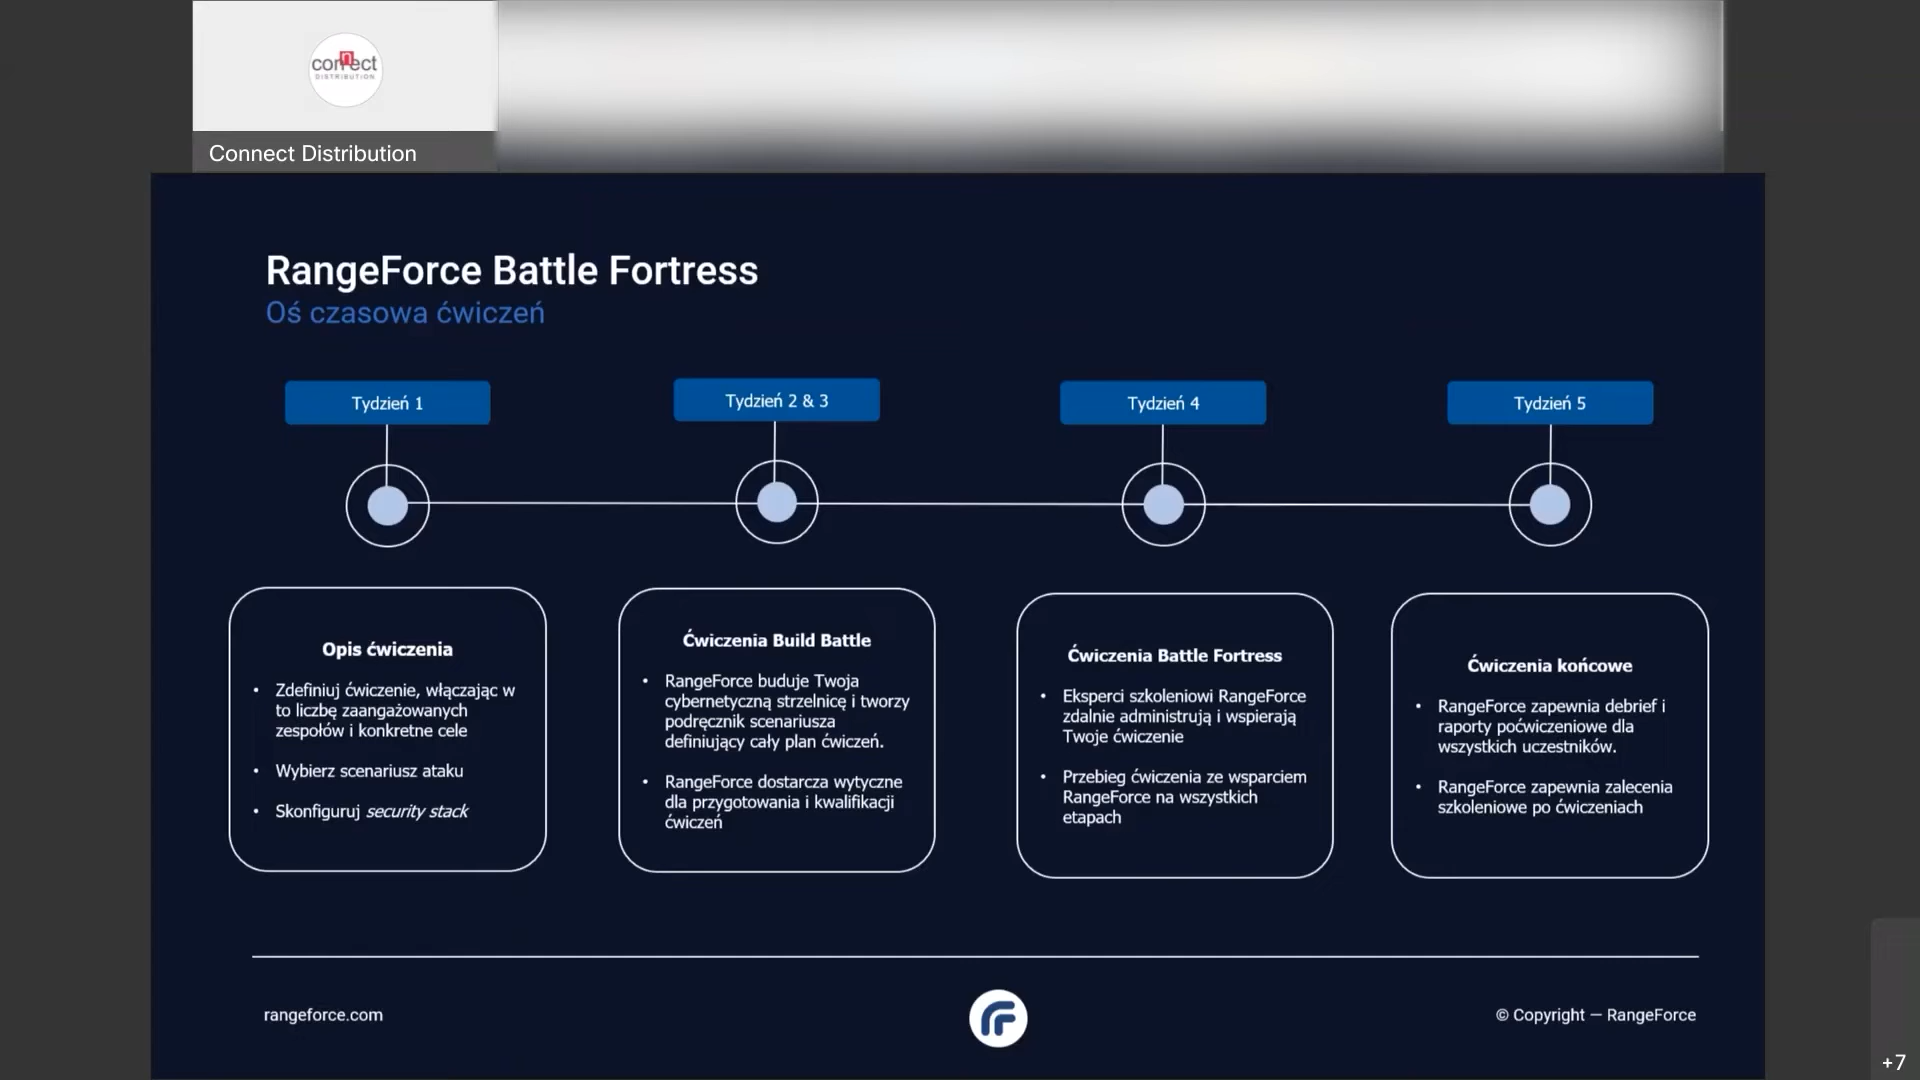 connect
DISTRIBUTION
Connect Distribution
RangeForce Battle Fortress
Oś czasowa ćwiczeń
Tydzień 1
Tydzień 2 & 3
Tydzień 4
Tydzień 5
Opis ćwiczenia
• Zdefiniuj ćwiczenie, włączając w
to liczbę zaangażowanych
zespołów i konkretne cele
• Wybierz scenariusz ataku
• Skonfiguruj security stack
Ćwiczenia Build Battle
• RangeForce buduje Twoja
cybernetyczną strzelnicę i tworzy
podręcznik scenariusza
definiujący cały plan ćwiczeń.
• RangeForce dostarcza wytyczne
dla przygotowania i kwalifikacji
ćwiczeń
Ćwiczenia Battle Fortress
• Eksperci szkoleniowi RangeForce
zdalnie administrują i wspierają
Twoje ćwiczenie
• Przebieg ćwiczenia ze wsparciem
RangeForce na wszystkich
etapach
Ćwiczenia końcowe
• RangeForce zapewnia debrief i
raporty poćwiczeniowe dla
wszystkich uczestników.
• RangeForce zapewnia zalecenia
szkoleniowe po ćwiczeniach
rangeforce.com
© Copyright — RangeForce
+7